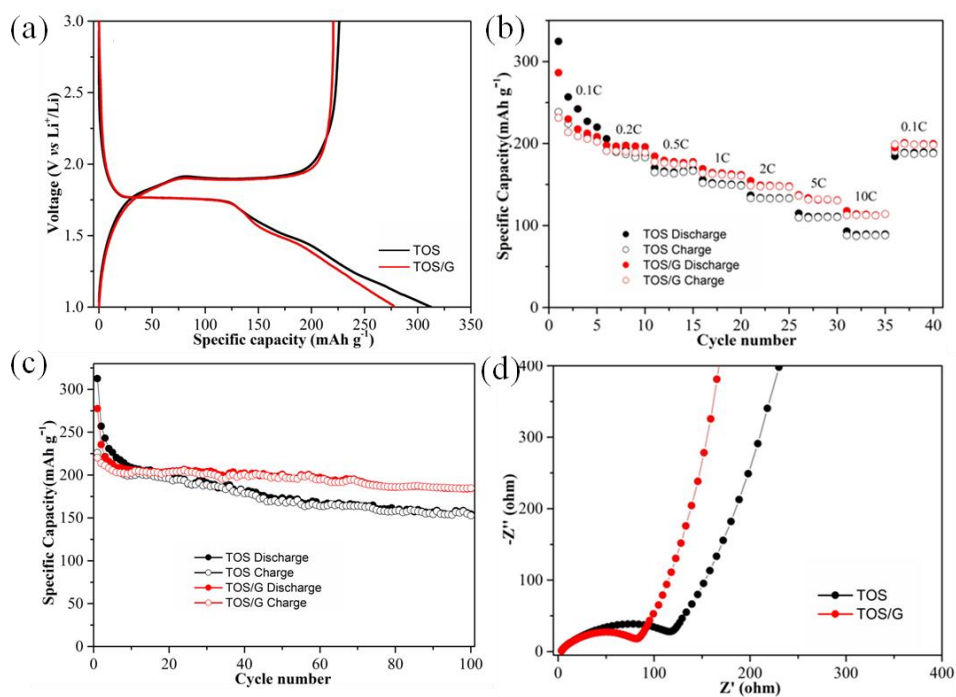 (a)
3.0
2.5
2.0
1.5
1.0
Voltage (V vs Li⁺/Li)
TOS
TOS/G
0 50 100 150 200 250 300 350
Specific capacity (mAh g⁻¹)
(b)
300
200
100
0
Specific Capacity(mAh g⁻¹)
0.1C
0.2C
0.5C
1C
2C
5C
10C
0.1C
TOS Discharge
TOS Charge
TOS/G Discharge
TOS/G Charge
0 5 10 15 20 25 30 35 40
Cycle number
(c)
300
250
200
150
100
50
0
Specific Capacity(mAh g⁻¹)
TOS Discharge
TOS Charge
TOS/G Discharge
TOS/G Charge
0 20 40 60 80 100
Cycle number
(d)
400
300
200
100
0
-Z'' (ohm)
TOS
TOS/G
0 100 200 300 400
Z' (ohm)